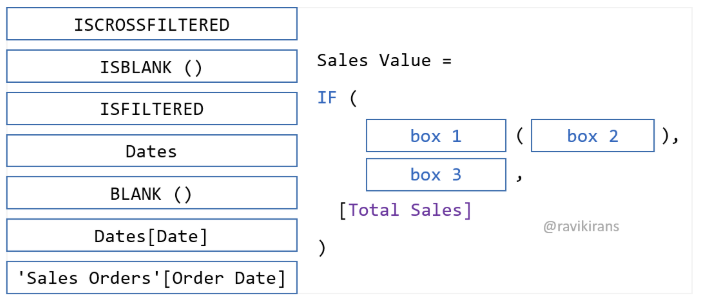 ISCROSSFILTERED
ISBLANK ()
ISFILTERED
Dates
BLANK ()
Dates[Date]
'Sales Orders'[Order Date]
Sales Value =
IF (
box 1 ( box 2 ),
box 3 ,
[Total Sales]
)
@ravikirans